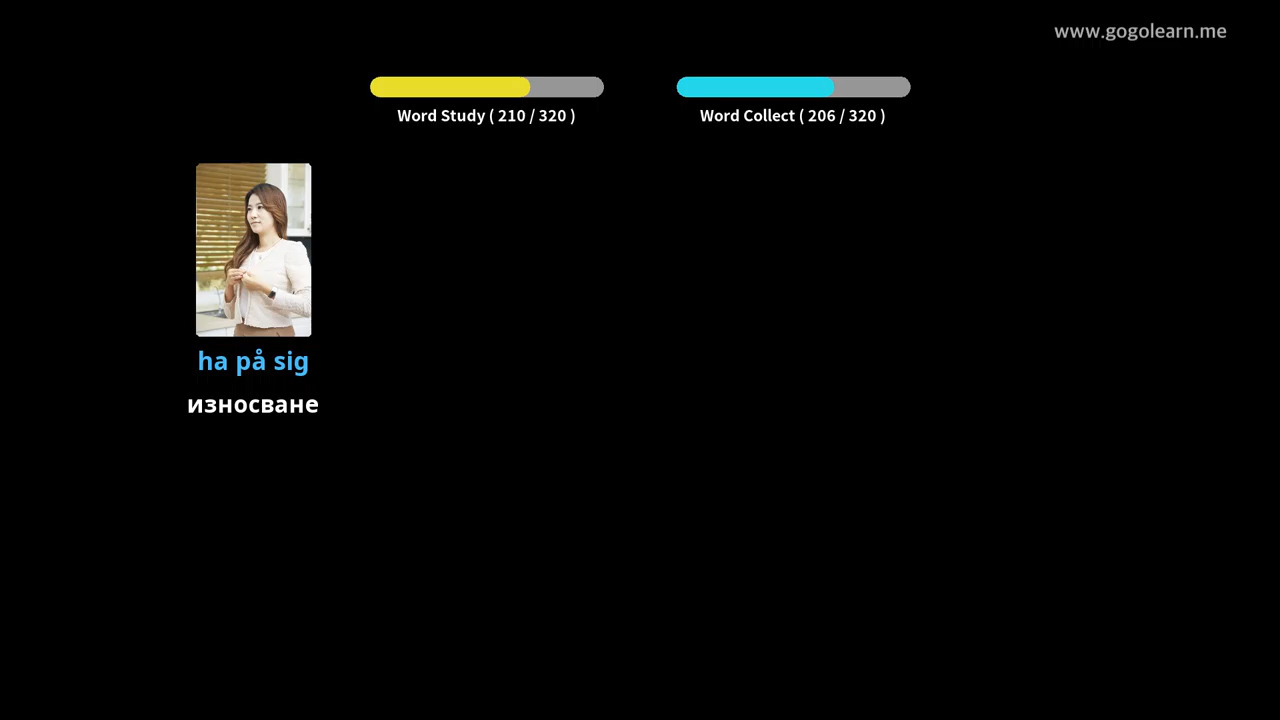 www.gogolearn.me
Word Study ( 210 / 320 )
Word Collect ( 206 / 320 )
ha på sig
износване